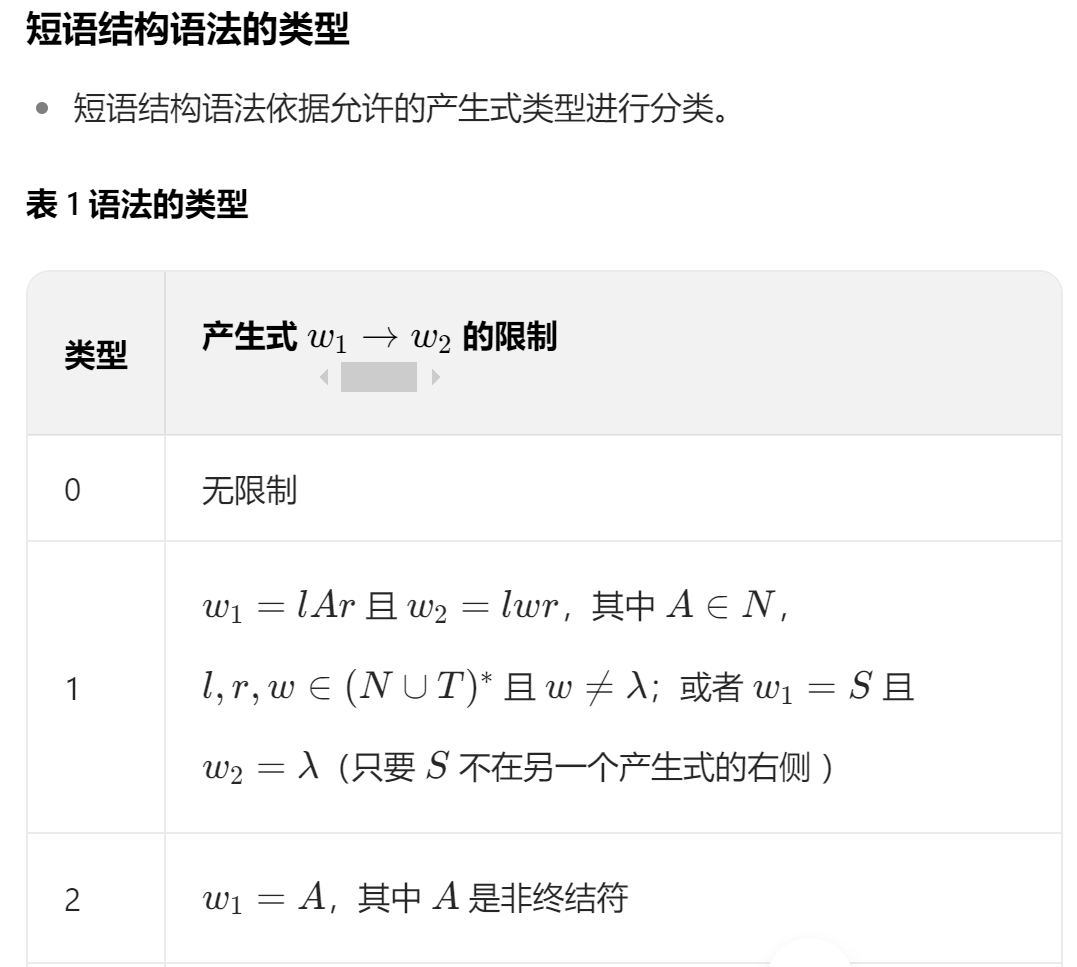 短语结构语法的类型
短语结构语法依据允许的产生式类型进行分类。
表 1 语法的类型
类型 产生式 w₁ → w₂ 的限制
0 无限制
w₁ = lAr 且 w₂ = lwr，其中 A ∈ N，
1 l, r, w ∈ (N ∪ T)* 且 w ≠ λ；或者 w₁ = S 且
w₂ = λ（只要 S 不在另一个产生式的右侧 ）
2 w₁ = A，其中 A 是非终结符